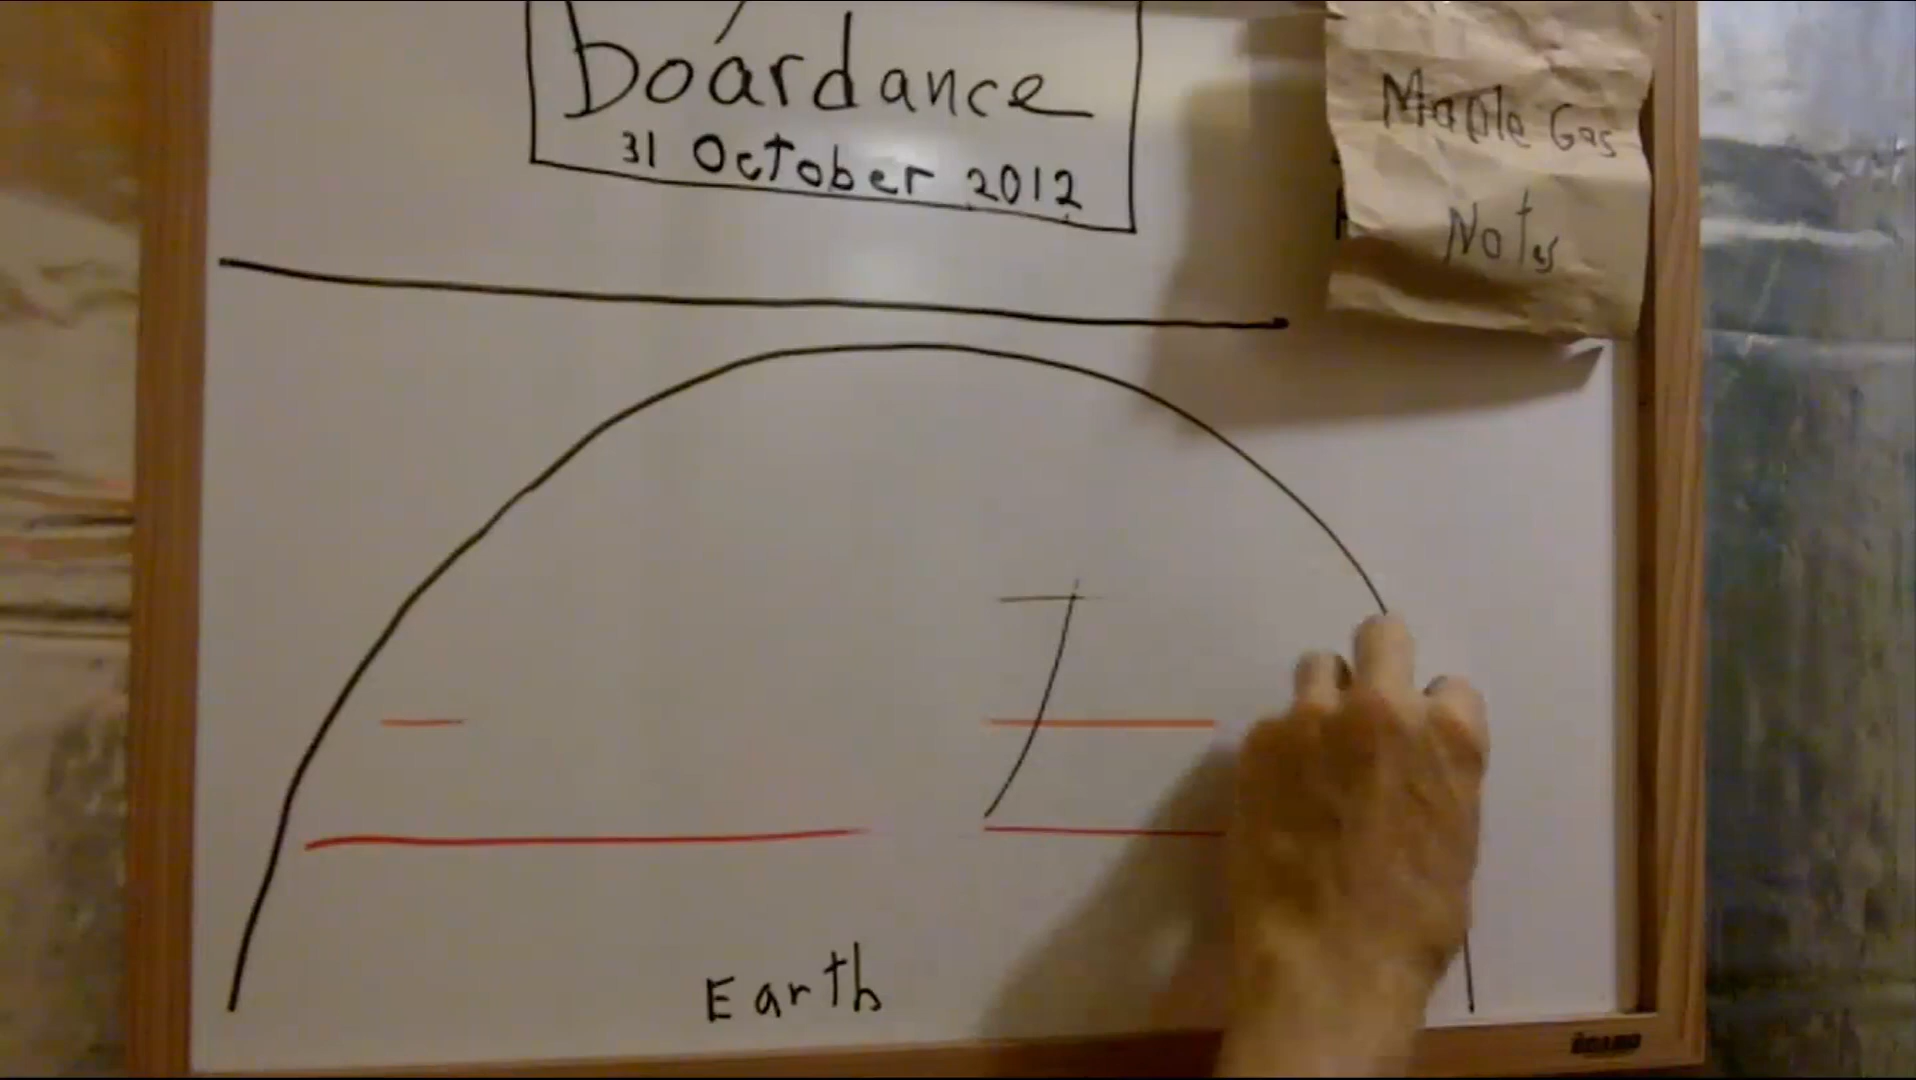 boardance
31 October 2012
Maple Gas
Notes
Earth